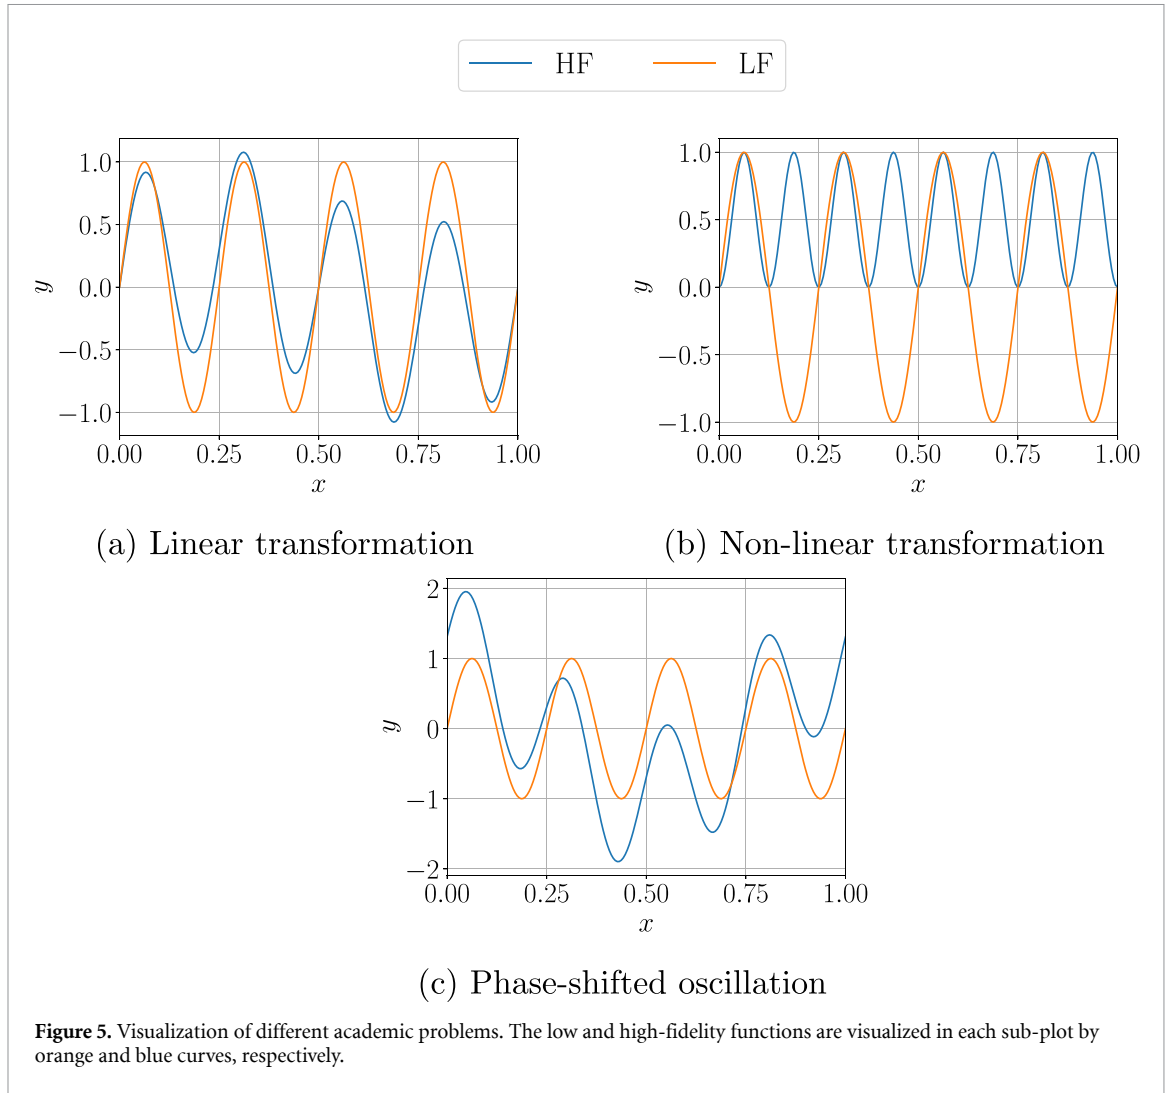 HF LF
1.0
0.5
0.0
−0.5
−1.0
y
0.00 0.25 0.50 0.75 1.00
x
(a) Linear transformation
1.0
0.5
0.0
−0.5
−1.0
y
0.00 0.25 0.50 0.75 1.00
x
(b) Non-linear transformation
2
1
0
−1
−2
y
0.00 0.25 0.50 0.75 1.00
x
(c) Phase-shifted oscillation
Figure 5. Visualization of different academic problems. The low and high-fidelity functions are visualized in each sub-plot by
orange and blue curves, respectively.